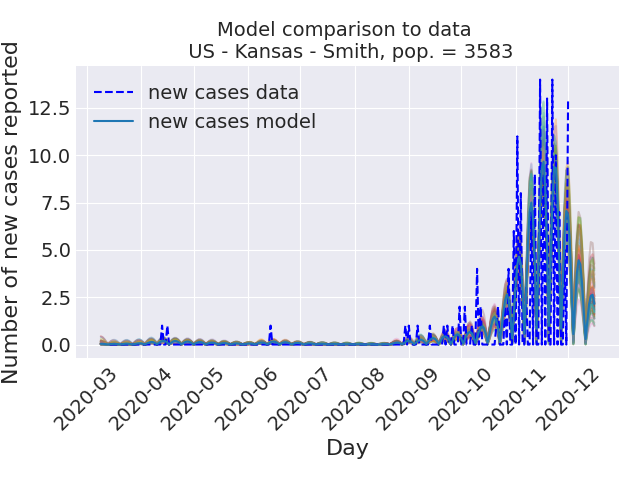 Model comparison to data
US - Kansas - Smith, pop. = 3583
new cases data
new cases model
Number of new cases reported
12.5
10.0
7.5
5.0
2.5
0.0
2020-03
2020-04
2020-05
2020-06
2020-07
2020-08
2020-09
2020-10
2020-11
2020-12
Day